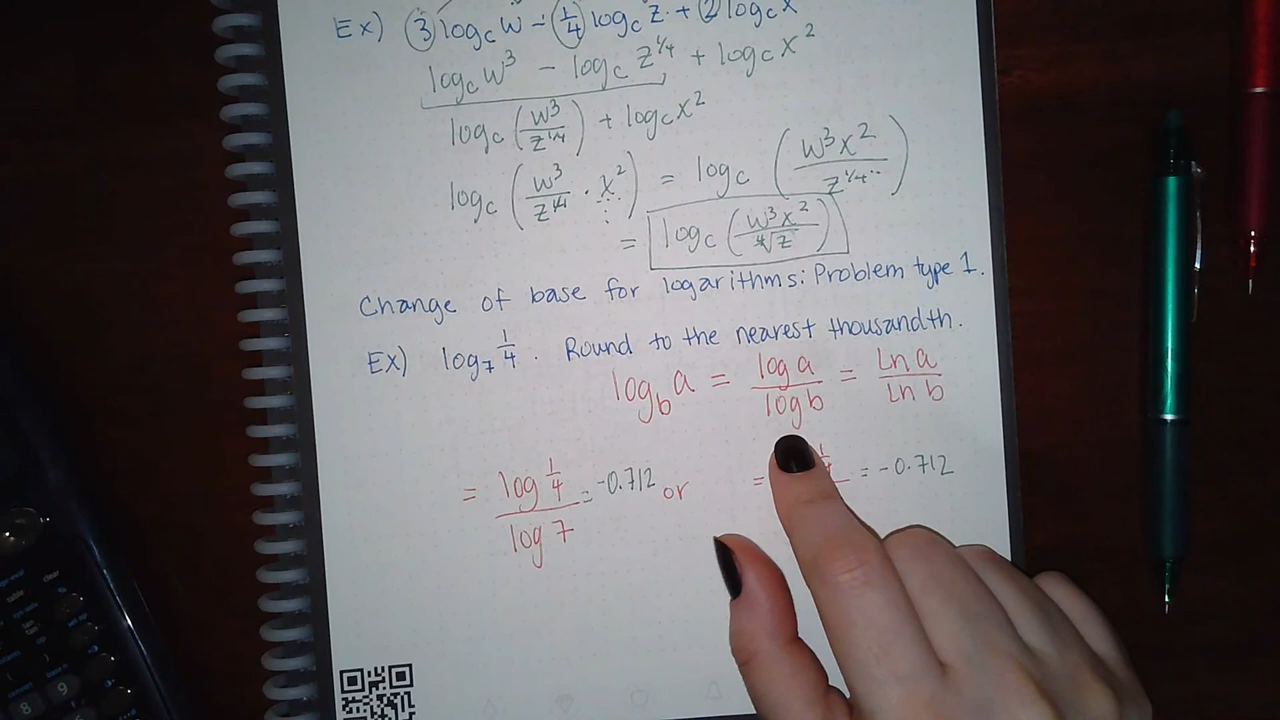 Ex) 3 log_c w - 1/4 log_c z + 2 log_c x
log_c w^3 - log_c z^1/4 + log_c x^2
log_c (w^3/z^1/4) + log_c x^2
log_c (w^3/z^1/4 · x^2) = log_c (w^3x^2/z^1/4)
= log_c (w^3x^2/∜z)
Change of base for logarithms: Problem type 1.
Ex) log_7 1/4. Round to the nearest thousandth.
log_b a = log a/log b = Ln a/Ln b
= log 1/4/log 7 = -0.712 or = = -0.712
8 9